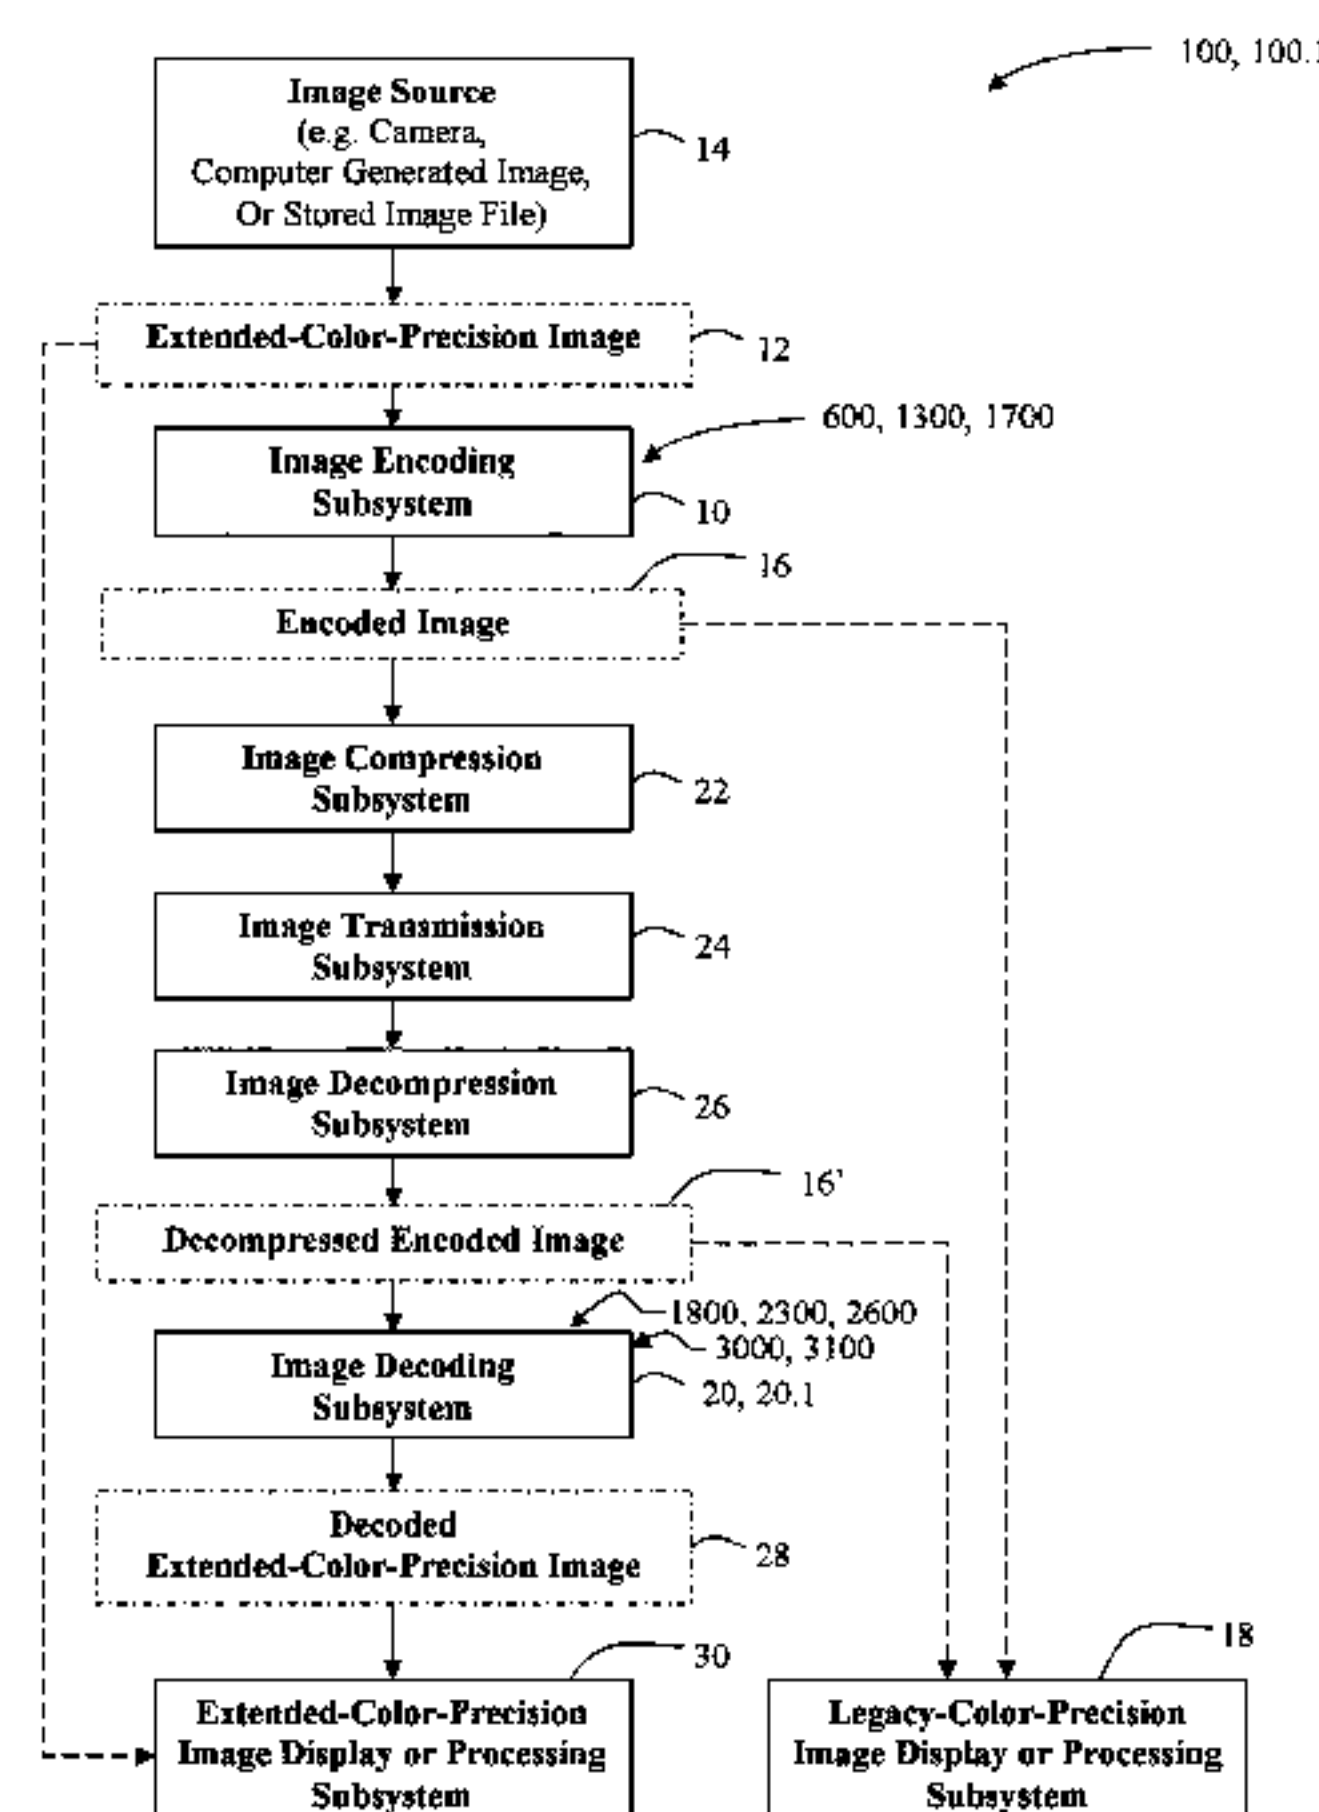 100, 100.1
Image Source
(e.g. Camera,
Computer Generated Image,
Or Stored Image File)
14
Extended-Color-Precision Image
12
600, 1300, 1700
Image Encoding
Subsystem
10
16
Encoded Image
Image Compression
Subsystem
22
Image Transmission
Subsystem
24
Image Decompression
Subsystem
26
16'
Decompressed Encoded Image
1800, 2300, 2600
3000, 3100
Image Decoding
Subsystem
20, 20.1
Decoded
Extended-Color-Precision Image
28
30
18
Extended-Color-Precision
Image Display or Processing
Subsystem
Legacy-Color-Precision
Image Display or Processing
Subsystem